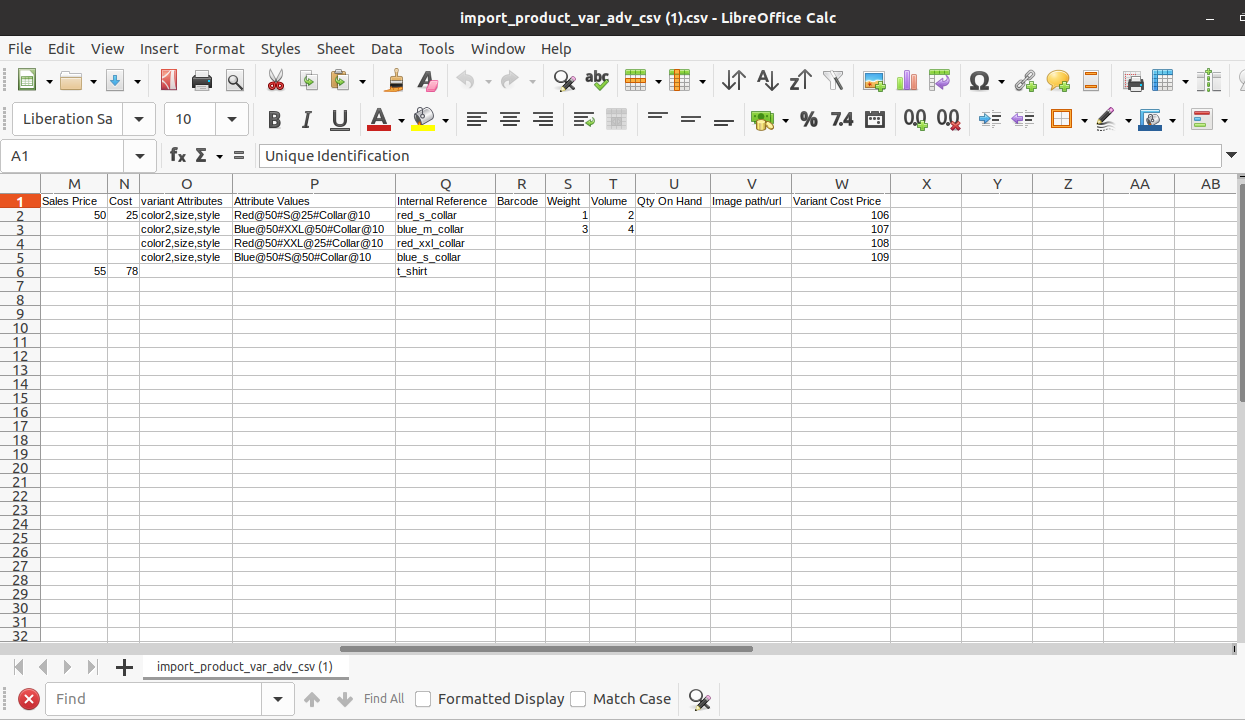 import_product_var_adv_csv (1).csv - LibreOffice Calc
File Edit View Insert Format Styles Sheet Data Tools Window Help
Liberation Sa 10 B I U A % 7.4 0.0 0.0
A1 fx Σ = Unique Identification
M N O P Q R S T U V W X Y Z AA AB
1 Sales Price Cost variant Attributes Attribute Values Internal Reference Barcode Weight Volume Qty On Hand Image path/url Variant Cost Price
2 50 25 color2,size,style Red@50#S@25#Collar@10 red_s_collar 1 2 106
3 color2,size,style Blue@50#XXL@50#Collar@10 blue_m_collar 3 4 107
4 color2,size,style Red@50#XXL@25#Collar@10 red_xxl_collar 108
5 color2,size,style Blue@50#S@50#Collar@10 blue_s_collar 109
6 55 78 t_shirt
7
8
9
10
11
12
13
14
15
16
17
18
19
20
21
22
23
24
25
26
27
28
29
30
31
32
import_product_var_adv_csv (1)
Find Find All Formatted Display Match Case